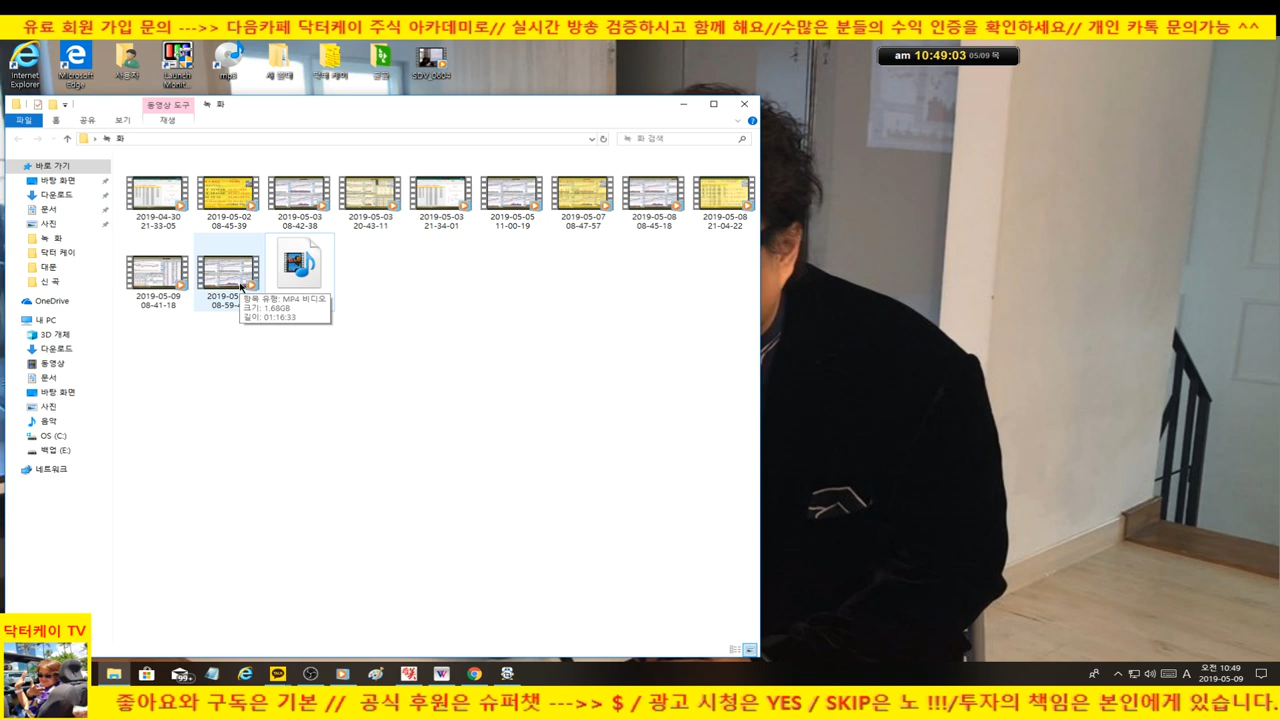 유료 회원 가입 문의 --->> 다음카페 닥터케이 주식 아카데미로// 실시간 방송 검증하시고 함께 해요//수많은 분들의 수익 인증을 확인하세요// 개인 카톡 문의가능 ^^
Internet Explorer
Microsoft Edge
사용자
Launch Monit...
mp3
SDV_0604
am 10:49:03 05/09 목
동영상 도구
녹 화
파일
홈
공유
보기
재생
녹 화
녹 화 검색
바로 가기
바탕 화면
다운로드
문서
사진
녹 화
닥터 케이
대문
신 곡
OneDrive
내 PC
3D 개체
다운로드
동영상
문서
바탕 화면
사진
음악
OS (C:)
백업 (E:)
네트워크
2019-04-30 21-33-05
2019-05-02 08-45-39
2019-05-03 08-42-38
2019-05-03 20-43-11
2019-05-03 21-34-01
2019-05-05 11-00-19
2019-05-07 08-47-57
2019-05-08 08-45-18
2019-05-08 21-04-22
2019-05-09 08-41-18
항목 유형: MP4 비디오
크기: 1.68GB
길이: 01:16:33
닥터케이 TV
99+
TALK
A
오전 10:49
2019-05-09
좋아요와 구독은 기본 // 공식 후원은 슈퍼챗 --->> $ / 광고 시청은 YES / SKIP은 노 !!!/투자의 책임은 본인에게 있습니다.